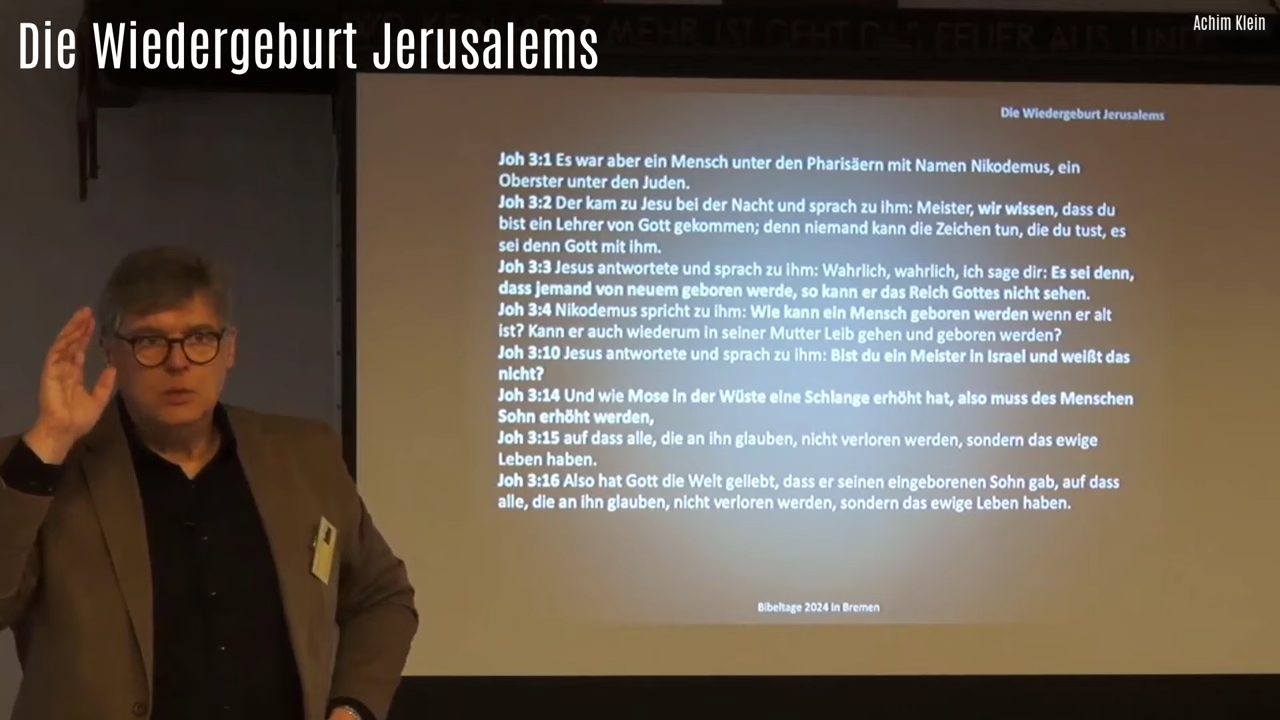 Die Wiedergeburt Jerusalems
Achim Klein
MEHR IST GEHT DAS FEUER AUS, UND
Die Wiedergeburt Jerusalems
Joh 3:1 Es war aber ein Mensch unter den Pharisäern mit Namen Nikodemus, ein
Oberster unter den Juden.
Joh 3:2 Der kam zu Jesu bei der Nacht und sprach zu ihm: Meister, wir wissen, dass du
bist ein Lehrer von Gott gekommen; denn niemand kann die Zeichen tun, die du tust, es
sei denn Gott mit ihm.
Joh 3:3 Jesus antwortete und sprach zu ihm: Wahrlich, wahrlich, ich sage dir: Es sei denn,
dass jemand von neuem geboren werde, so kann er das Reich Gottes nicht sehen.
Joh 3:4 Nikodemus spricht zu ihm: Wie kann ein Mensch geboren werden wenn er alt
ist? Kann er auch wiederum in seiner Mutter Leib gehen und geboren werden?
Joh 3:10 Jesus antwortete und sprach zu ihm: Bist du ein Meister in Israel und weißt das
nicht?
Joh 3:14 Und wie Mose in der Wüste eine Schlange erhöht hat, also muss des Menschen
Sohn erhöht werden,
Joh 3:15 auf dass alle, die an ihn glauben, nicht verloren werden, sondern das ewige
Leben haben.
Joh 3:16 Also hat Gott die Welt geliebt, dass er seinen eingeborenen Sohn gab, auf dass
alle, die an ihn glauben, nicht verloren werden, sondern das ewige Leben haben.
Bibeltage 2024 in Bremen